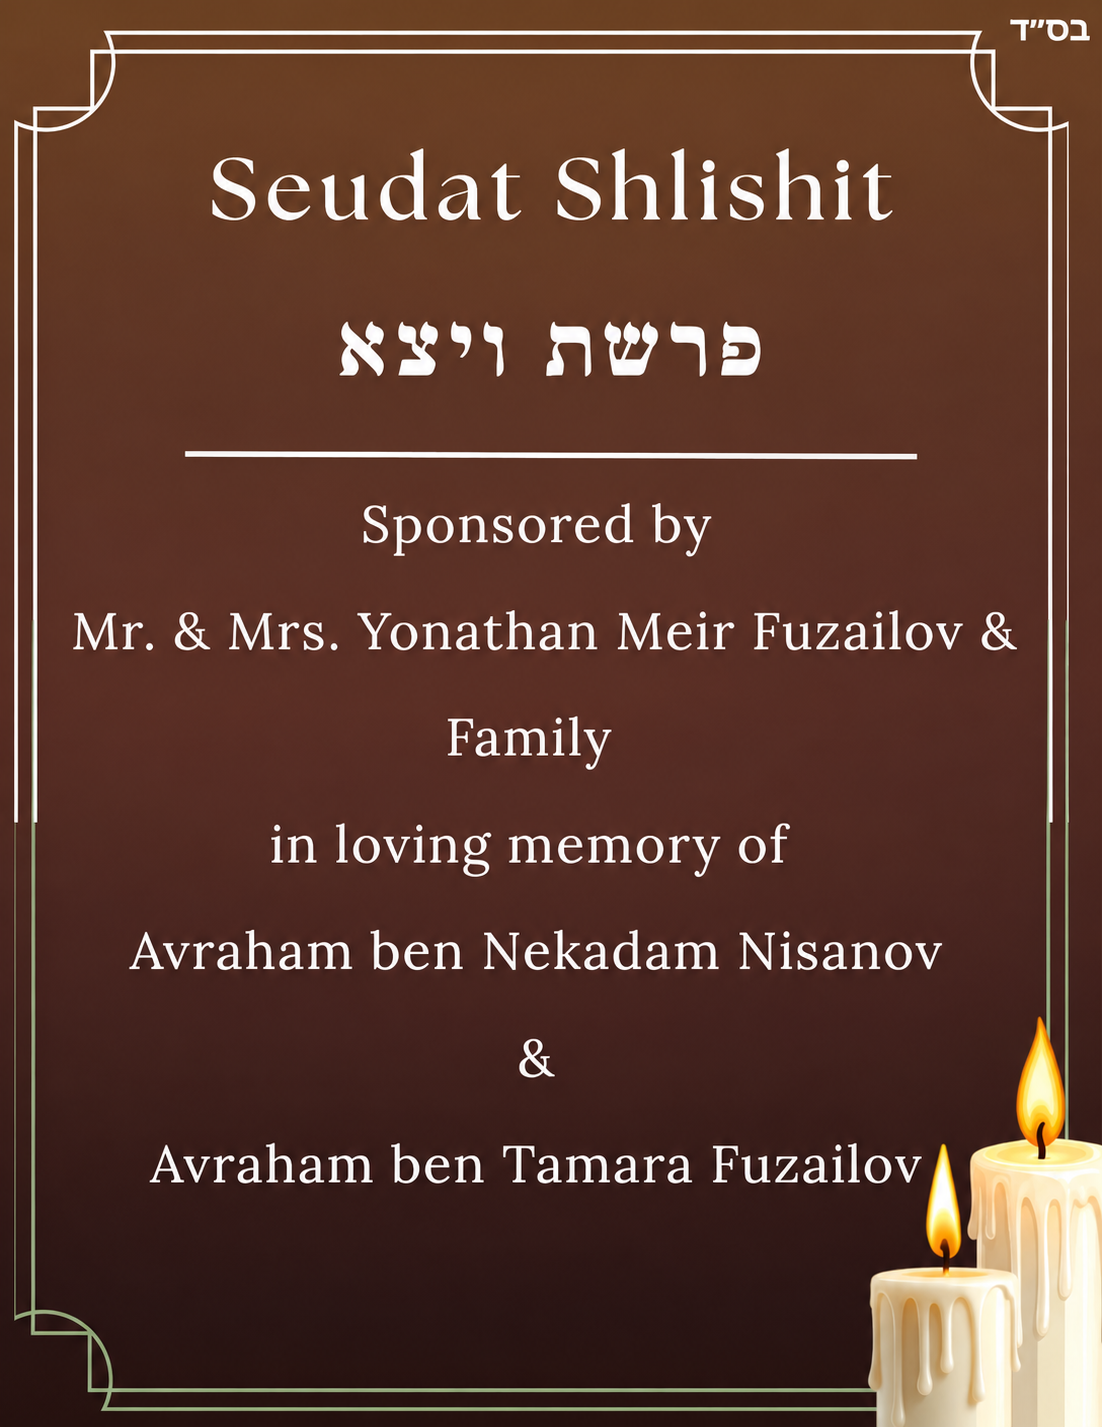 בס״ד
Seudat Shlishit
פרשת ויצא
Sponsored by
Mr. & Mrs. Yonathan Meir Fuzailov &
Family
in loving memory of
Avraham ben Nekadam Nisanov
&
Avraham ben Tamara Fuzailov